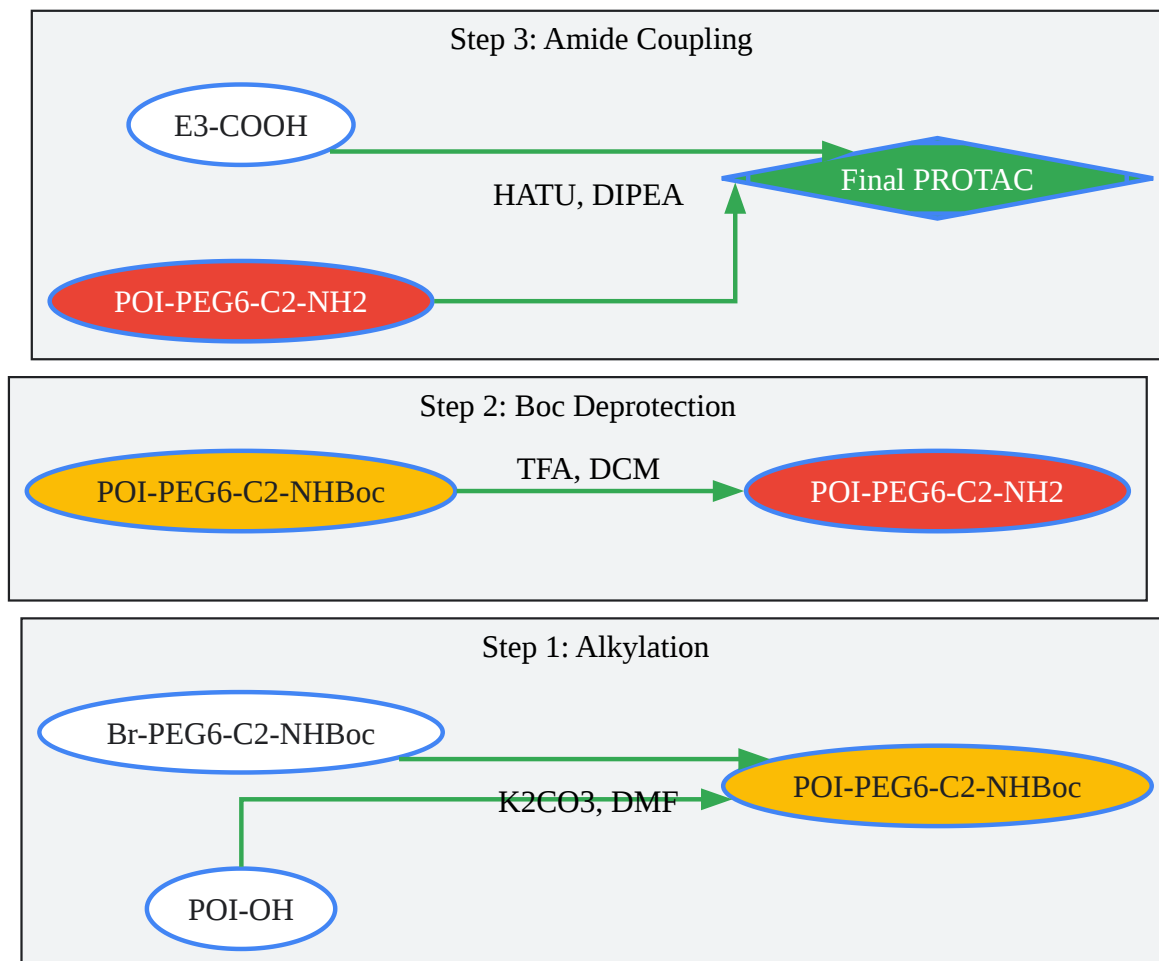 Step 3: Amide Coupling
E3-COOH
Final PROTAC
HATU, DIPEA
POI-PEG6-C2-NH2
Step 2: Boc Deprotection
TFA, DCM
POI-PEG6-C2-NHBoc
POI-PEG6-C2-NH2
Step 1: Alkylation
Br-PEG6-C2-NHBoc
POI-PEG6-C2-NHBoc
K2CO3, DMF
POI-OH